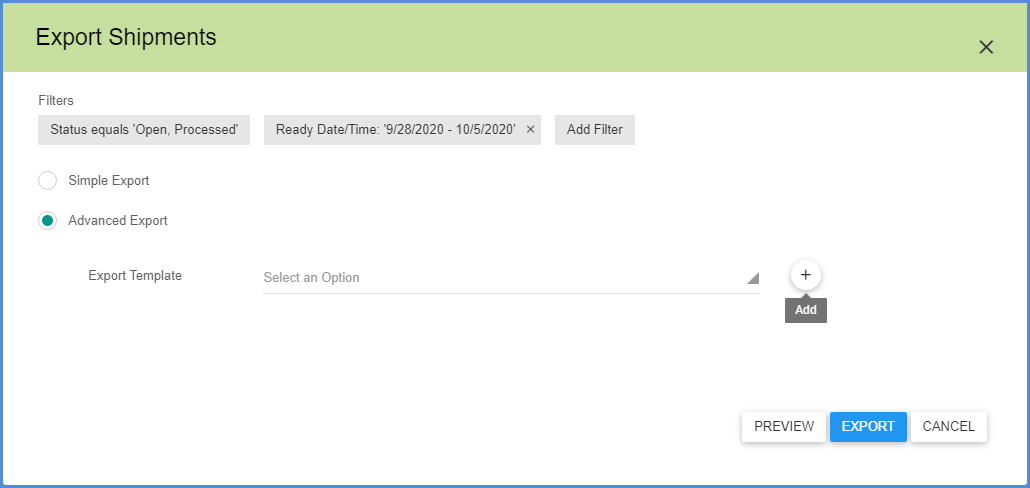 Export Shipments
Filters
Status equals 'Open, Processed' Ready Date/Time: '9/28/2020 - 10/5/2020' × Add Filter
Simple Export
Advanced Export
Export Template Select an Option +
Add
PREVIEW EXPORT CANCEL